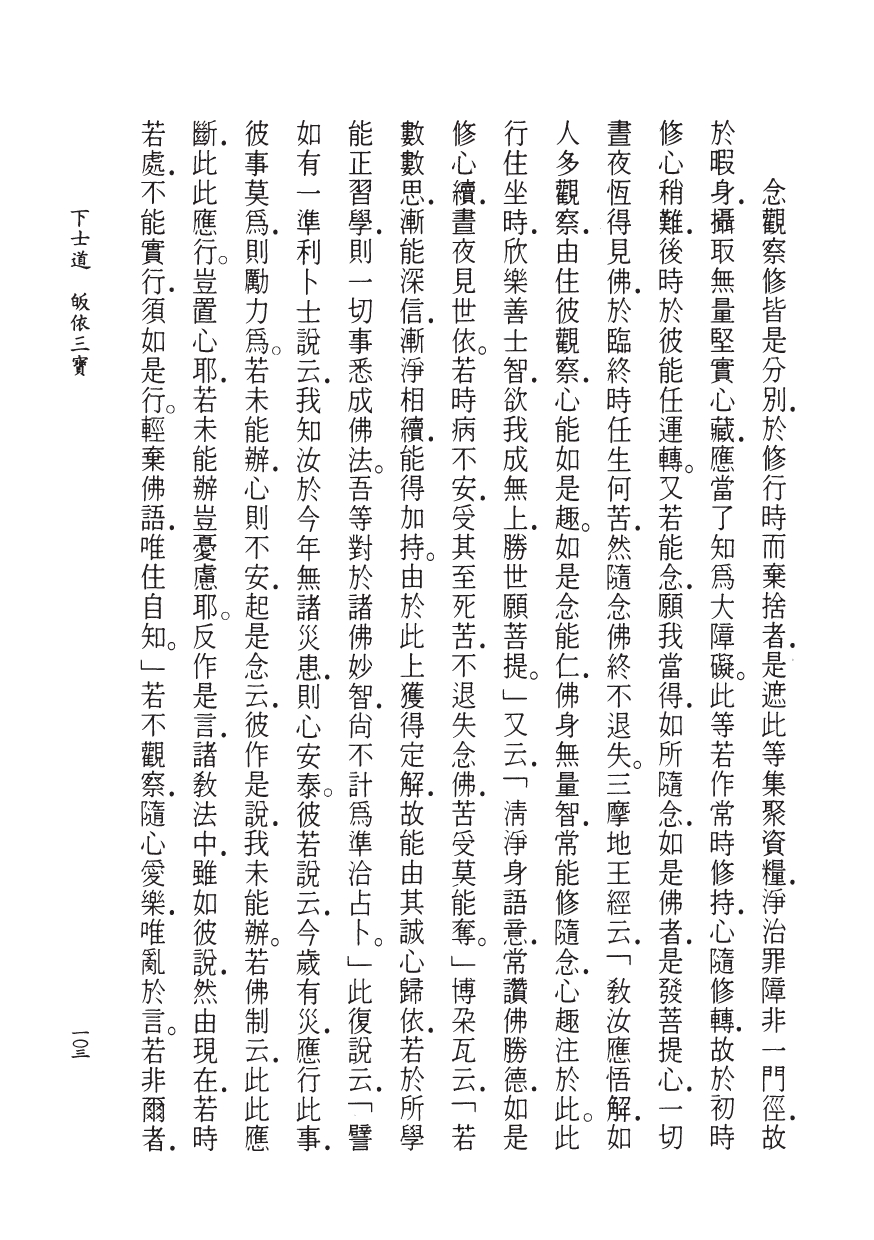 念觀察修皆是分別．於修行時而棄捨者．是遮此等集聚資糧．淨治罪障非一門徑．故
於暇身．攝取無量堅實心藏．應當了知爲大障礙。此等若作常時修持．心隨修轉．故於初時
修心稍難．後時於彼能任運轉。又若能念．願我當得．如所隨念．如是佛者．是發菩提心．一切
晝夜恆得見佛．於臨終時任生何苦．然隨念佛終不退失。三摩地王經云．「教汝應悟解．如
人多觀察．由住彼觀察．心能如是趣。如是念能仁．佛身無量智．常能修隨念．心趣注於此。此
行住坐時．欣樂善士智．欲我成無上．勝世願菩提。」又云．「淸淨身語意．常讚佛勝德．如是
修心續．晝夜見世依。若時病不安．受其至死苦．不退失念佛．苦受莫能奪。」博朶瓦云．「若
數數思．漸能深信．漸淨相續．能得加持。由於此上獲得定解．故能由其誠心歸依．若於所學
能正習學．則一切事悉成佛法。吾等對於諸佛妙智．尙不計爲準洽占卜。」此復說云．「譬
如有一準利卜士說云．我知汝於今年無諸災患．則心安泰。彼若說云．今歲有災．應行此事．
彼事莫爲．則勵力爲。若未能辦．心則不安．起是念云．彼作是說．我未能辦。若佛制云．此此應
斷．此此應行。豈置心耶．若未能辦豈憂慮耶。反作是言．諸教法中．雖如彼說．然由現在．若時
若處．不能實行．須如是行。輕棄佛語．唯住自知。」若不觀察．隨心愛樂．唯亂於言。若非爾者．
下士道　皈依三寶
一〇三